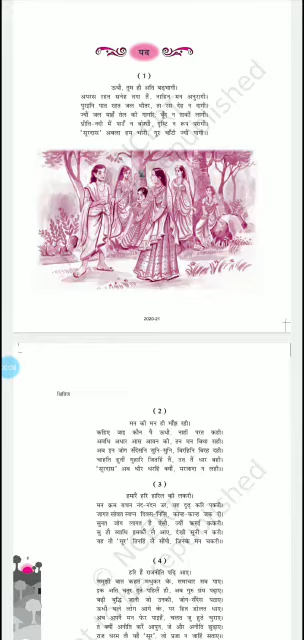 पद
(1)
ऊधौ, तुम हौ अति बड़भागी।
अपरस रहत सनेह तगा तैं, नाहिन मन अनुरागी।
पुरइनि पात रहत जल भीतर, ता रस देह न दागी।
ज्यौं जल माहँ तेल की गागरि, बूँद न ताकौं लागी।
प्रीति-नदी मैं पाउँ न बोरयौ, दृष्टि न रूप परागी।
'सूरदास' अबला हम भोरी, गुर चाँटी ज्यौं पागी॥
2020-21
00:05
क्षितिज
(2)
मन की मन ही माँझ रही।
कहिए जाइ कौन पै ऊधौ, नाहीं परत कही।
अवधि अधार आस आवन की, तन मन बिथा सही।
अब इन जोग सँदेसनि सुनि-सुनि, बिरहिनि बिरह दही।
चाहति हुतीं गुहारि जितहिं तैं, उत तैं धार बही।
'सूरदास' अब धीर धरहिं क्यौं, मरजादा न लही॥
(3)
हमारैं हरि हारिल की लकरी।
मन क्रम बचन नंद-नंदन उर, यह दृढ़ करि पकरी।
जागत सोवत स्वप्न दिवस-निसि, कान्ह-कान्ह जक री।
सुनत जोग लागत है ऐसौ, ज्यौं करुई ककरी।
सु तौ ब्याधि हमकौं लै आए, देखी सुनी न करी।
यह तौ 'सूर' तिनहिं लै सौंपौ, जिनके मन चकरी॥
(4)
हरि हैं राजनीति पढ़ि आए।
समुझी बात कहत मधुकर के, समाचार सब पाए।
इक अति चतुर हुते पहिलैं ही, अब गुरु ग्रंथ पढ़ाए।
बढ़ी बुद्धि जानी जो उनकी, जोग-सँदेस पठाए।
ऊधौ भले लोग आगे के, पर हित डोलत धाए।
अब अपनै मन फेर पाइहैं, चलत जु हुते चुराए।
ते क्यौं अनीति करैं आपुन, जे और अनीति छुड़ाए।
राज धरम तौ यहै 'सूर', जो प्रजा न जाहिं सताए॥